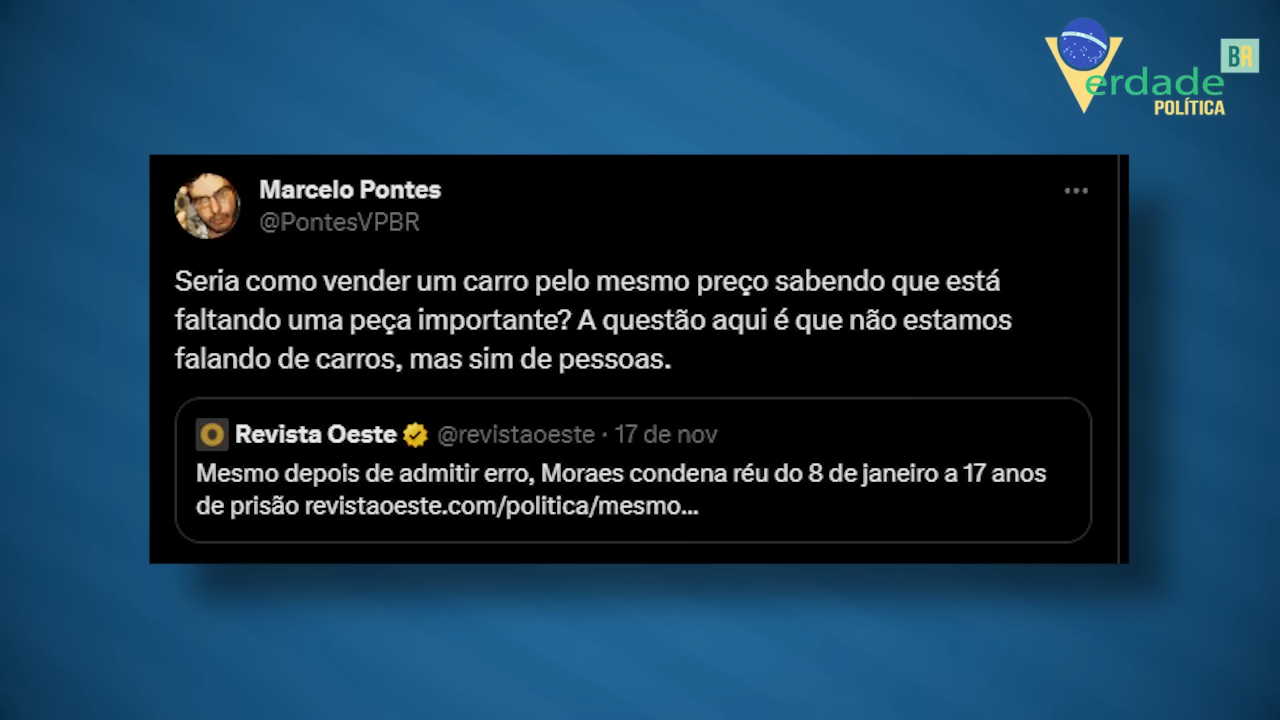 BR
Verdade
POLÍTICA
Marcelo Pontes
@PontesVPBR
Seria como vender um carro pelo mesmo preço sabendo que está
faltando uma peça importante? A questão aqui é que não estamos
falando de carros, mas sim de pessoas.
Revista Oeste @revistaoeste · 17 de nov
Mesmo depois de admitir erro, Moraes condena réu do 8 de janeiro a 17 anos
de prisão revistaoeste.com/politica/mesmo...